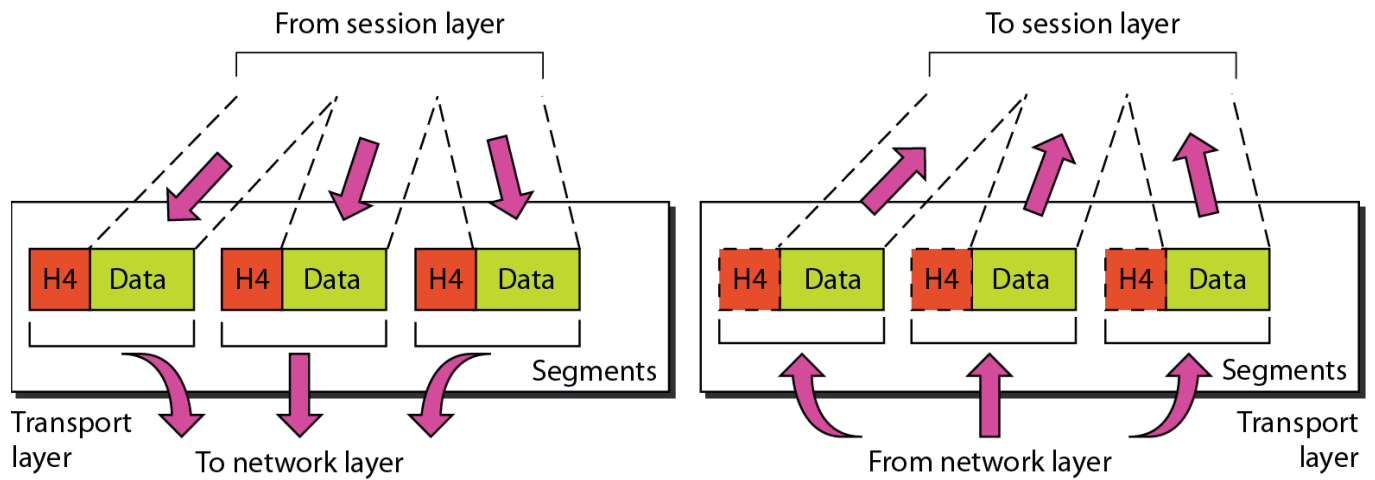 From session layer
To session layer
H4 Data H4 Data H4 Data
H4 Data H4 Data H4 Data
Segments
Segments
Transport
layer
To network layer
From network layer
Transport
layer